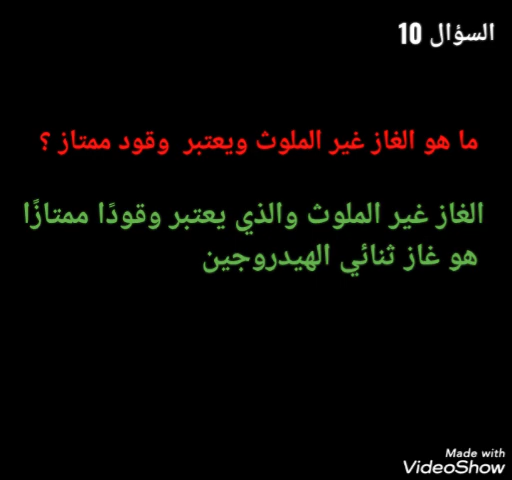 السؤال 10
ما هو الغاز غير الملوث ويعتبر وقود ممتاز ؟
الغاز غير الملوث والذي يعتبر وقودًا ممتازًا
هو غاز ثنائي الهيدروجين
Made with
VideoShow